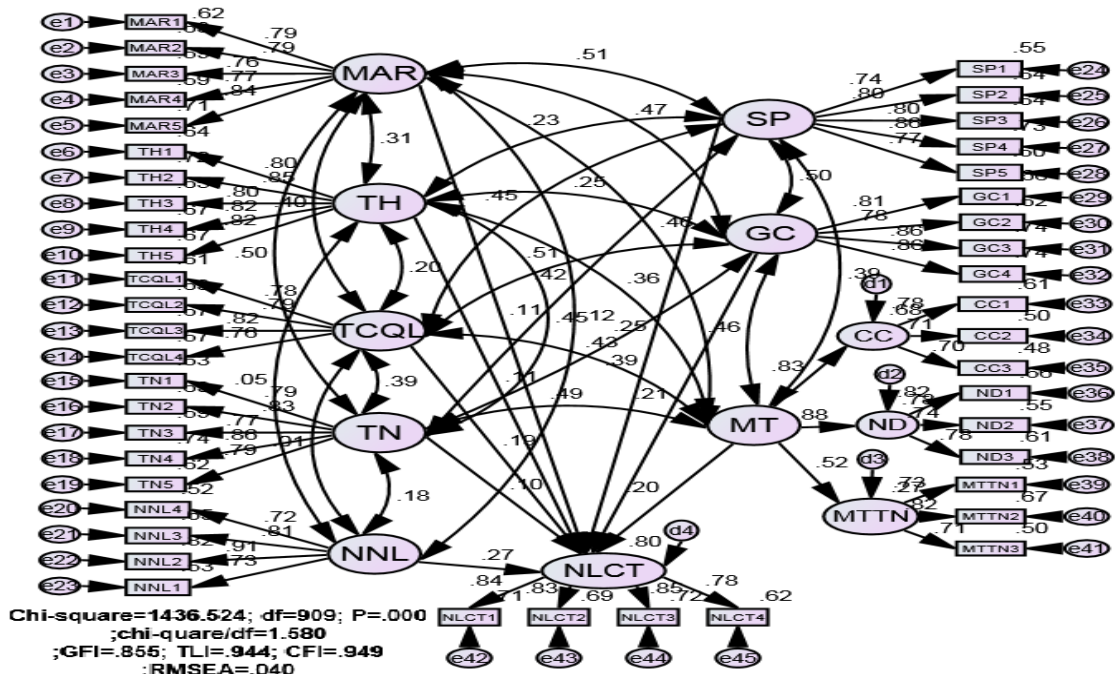 e1 MAR1 .62
e2 MAR2 .79
e3 MAR3 .79
e4 MAR4 .76
e5 MAR5 .77
.84
.71
.64
MAR
.31
e6 TH1
e7 TH2 .80
e8 TH3 .85
e9 TH4 .80
e10 TH5 .82
.82
.67
.67
.40
.50
TH
.20
e11 TCQL1
e12 TCQL2 .78
e13 TCQL3 .79
e14 TCQL4 .82
.67
.76
TCQL
.39
e15 TN1 .05
e16 TN2 .79
e17 TN3 .83
e18 TN4 .77
e19 TN5 .86
.79
.74
.62
.52
TN
.18
e20 NNL4
e21 NNL3 .72
e22 NNL2 .81
e23 NNL1 .91
.73
NNL
.27
.51
.47
.23
.45
.25
.46
.51
.42
.36
.11
.4512
.25
.43
.39
.11
.49
.21
.46
.10
.20
SP
.50
GC
.39
MT
.83
.88
.52
.55
.74 SP1 e24
.80 SP2 e25
.80 SP3 e26
.86 SP4 e27
.77 SP5 e28
.81 GC1 e29
.78 GC2 e30
.86 GC3 e31
.86 GC4 e32
.74
.61
d1
.68
CC
.78 CC1 e33
.71 CC2 .50 e34
.70 CC3 .48 e35
d2
ND
.82 ND1 e36
.74 ND2 .55 e37
.78 ND3 .61 e38
.53
d3
.27
MTTN
MTTN1 e39
.82 MTTN2 .67 e40
.71 MTTN3 .50 e41
d4
.80
NLCT
.84 .83 .85 .78
.71 .69 .72 .62
NLCT1 NLCT2 NLCT3 NLCT4
e42 e43 e44 e45
Chi-square=1436.524; df=909; P=.000
;chi-quare/df=1.580
;GFI=.855; TLI=.944; CFI=.949
;RMSEA=.040